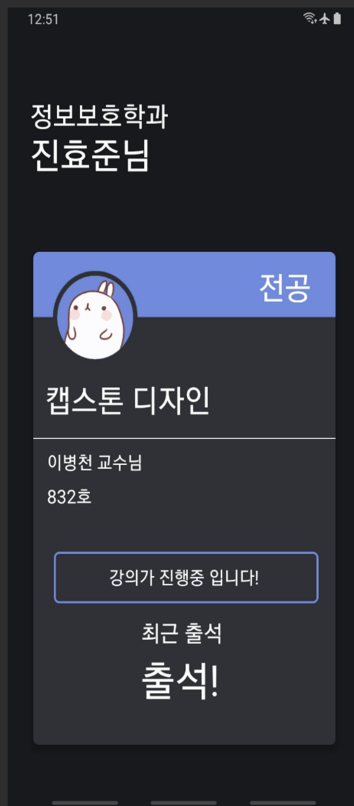 12:51
정보보호학과
진효준님
전공
캡스톤 디자인
이병천 교수님
832호
강의가 진행중 입니다!
최근 출석
출석!